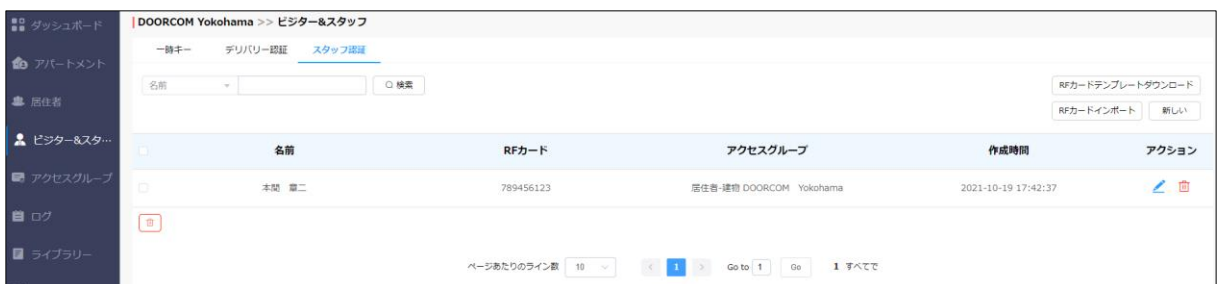 ダッシュボード
アパートメント
居住者
ビジター&スタ…
アクセスグループ
ログ
ライブラリー
DOORCOM Yokohama >> ビジター&スタッフ
一時キー デリバリー認証 スタッフ認証
名前 検索 RFカードテンプレートダウンロード
RFカードインポート 新しい
名前 RFカード アクセスグループ 作成時間 アクション
本間 章二 789456123 居住者-建物 DOORCOM Yokohama 2021-10-19 17:42:37
ページあたりのライン数 10 < 1 > Go to 1 Go 1 すべてで